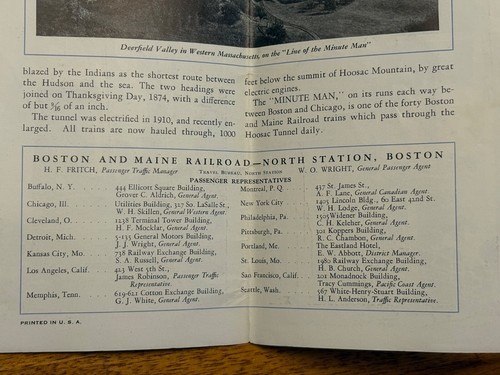 Deerfield Valley in Western Massachusetts, on the "Line of the Minute Man"
blazed by the Indians as the shortest route between
the Hudson and the sea. The two headings were
joined on Thanksgiving Day, 1874, with a difference
of but 5/16 of an inch.
The tunnel was electrified in 1910, and recently en-
larged. All trains are now hauled through, 1000
feet below the summit of Hoosac Mountain, by great
electric engines.
The "MINUTE MAN," on its runs each way be-
tween Boston and Chicago, is one of the forty Boston
and Maine Railroad trains which pass through the
Hoosac Tunnel daily.
BOSTON AND MAINE RAILROAD—NORTH STATION, BOSTON
H. F. FRITCH, Passenger Traffic Manager TRAVEL BUREAU, NORTH STATION W. O. WRIGHT, General Passenger Agent
PASSENGER REPRESENTATIVES
Buffalo, N. Y. 444 Ellicott Square Building,
Grover C. Aldrich, General Agent.
Chicago, Ill. Utilities Building, 327 So. LaSalle St.,
W. H. Skillen, General Western Agent.
Cleveland, O. 1238 Terminal Tower Building,
H. F. Mocklar, General Agent.
Detroit, Mich. 5-135 General Motors Building,
J. J. Wright, General Agent.
Kansas City, Mo. 738 Railway Exchange Building,
S. A. Russell, General Agent.
Los Angeles, Calif. 423 West 5th St.,
James Robinson, Passenger Traffic
Representative.
Memphis, Tenn. 619-621 Cotton Exchange Building,
G. J. White, General Agent.
Montreal, P. Q. 437 St. James St.,
A. F. Lane, General Canadian Agent.
New York City 1405 Lincoln Bldg., 60 East 42nd St.
W. H. Lodge, General Agent.
Philadelphia, Pa. 1505 Widener Building,
C. H. Keleher, General Agent.
Pittsburgh, Pa. 302 Koppers Building,
R. C. Chambon, General Agent.
Portland, Me. The Eastland Hotel,
E. W. Abbott, District Manager.
St. Louis, Mo. 1960 Railway Exchange Building,
H. B. Church, General Agent.
San Francisco, Calif. 202 Monadnock Building,
Tracy Cummings, Pacific Coast Agent.
Seattle, Wash. 567 White-Henry-Stuart Building,
H. L. Anderson, Traffic
Representative.
PRINTED IN U. S. A.